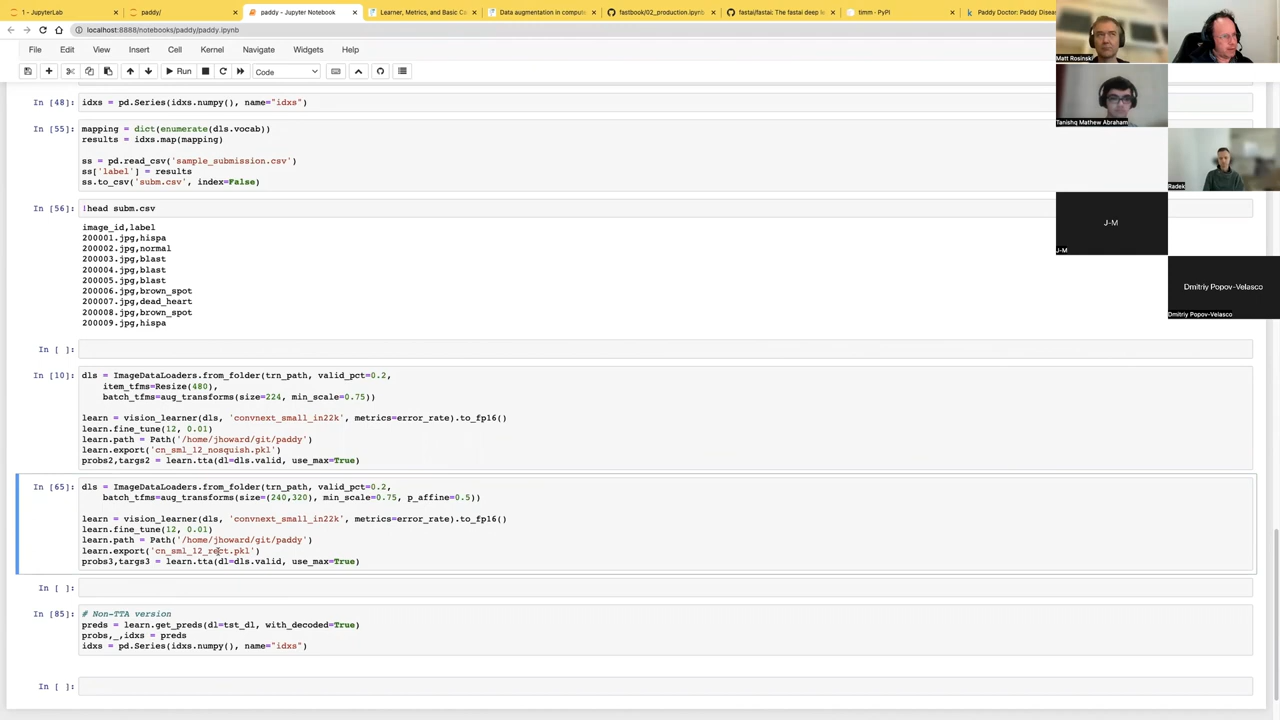 1 - JupyterLab
paddy/
paddy - Jupyter Notebook
Learner, Metrics, and Basic Ca
Data augmentation in compute
fastbook/02_production.ipynb
fastai/fastai: The fastai deep le
timm - PyPI
Paddy Doctor: Paddy Disea
localhost:8888/notebooks/paddy/paddy.ipynb
File Edit View Insert Cell Kernel Navigate Widgets Help
Run Code
In [48]: idxs = pd.Series(idxs.numpy(), name="idxs")
In [55]: mapping = dict(enumerate(dls.vocab))
results = idxs.map(mapping)
ss = pd.read_csv('sample_submission.csv')
ss['label'] = results
ss.to_csv('subm.csv', index=False)
In [56]: !head subm.csv
image_id,label
200001.jpg,hispa
200002.jpg,normal
200003.jpg,blast
200004.jpg,blast
200005.jpg,blast
200006.jpg,brown_spot
200007.jpg,dead_heart
200008.jpg,brown_spot
200009.jpg,hispa
In [ ]:
In [10]: dls = ImageDataLoaders.from_folder(trn_path, valid_pct=0.2,
item_tfms=Resize(480),
batch_tfms=aug_transforms(size=224, min_scale=0.75))
learn = vision_learner(dls, 'convnext_small_in22k', metrics=error_rate).to_fp16()
learn.fine_tune(12, 0.01)
learn.path = Path('/home/jhoward/git/paddy')
learn.export('cn_sml_12_nosquish.pkl')
probs2,targs2 = learn.tta(dl=dls.valid, use_max=True)
In [65]: dls = ImageDataLoaders.from_folder(trn_path, valid_pct=0.2,
batch_tfms=aug_transforms(size=(240,320), min_scale=0.75, p_affine=0.5))
learn = vision_learner(dls, 'convnext_small_in22k', metrics=error_rate).to_fp16()
learn.fine_tune(12, 0.01)
learn.path = Path('/home/jhoward/git/paddy')
learn.export('cn_sml_12_rect.pkl')
probs3,targs3 = learn.tta(dl=dls.valid, use_max=True)
In [ ]:
In [85]: # Non-TTA version
preds = learn.get_preds(dl=tst_dl, with_decoded=True)
probs,_,idxs = preds
idxs = pd.Series(idxs.numpy(), name="idxs")
In [ ]:
Matt Rosinski
Tanishq Mathew Abraham
Radek
J-M
J-M
Dmitriy Popov-Velasco
Dmitriy Popov-Velasco